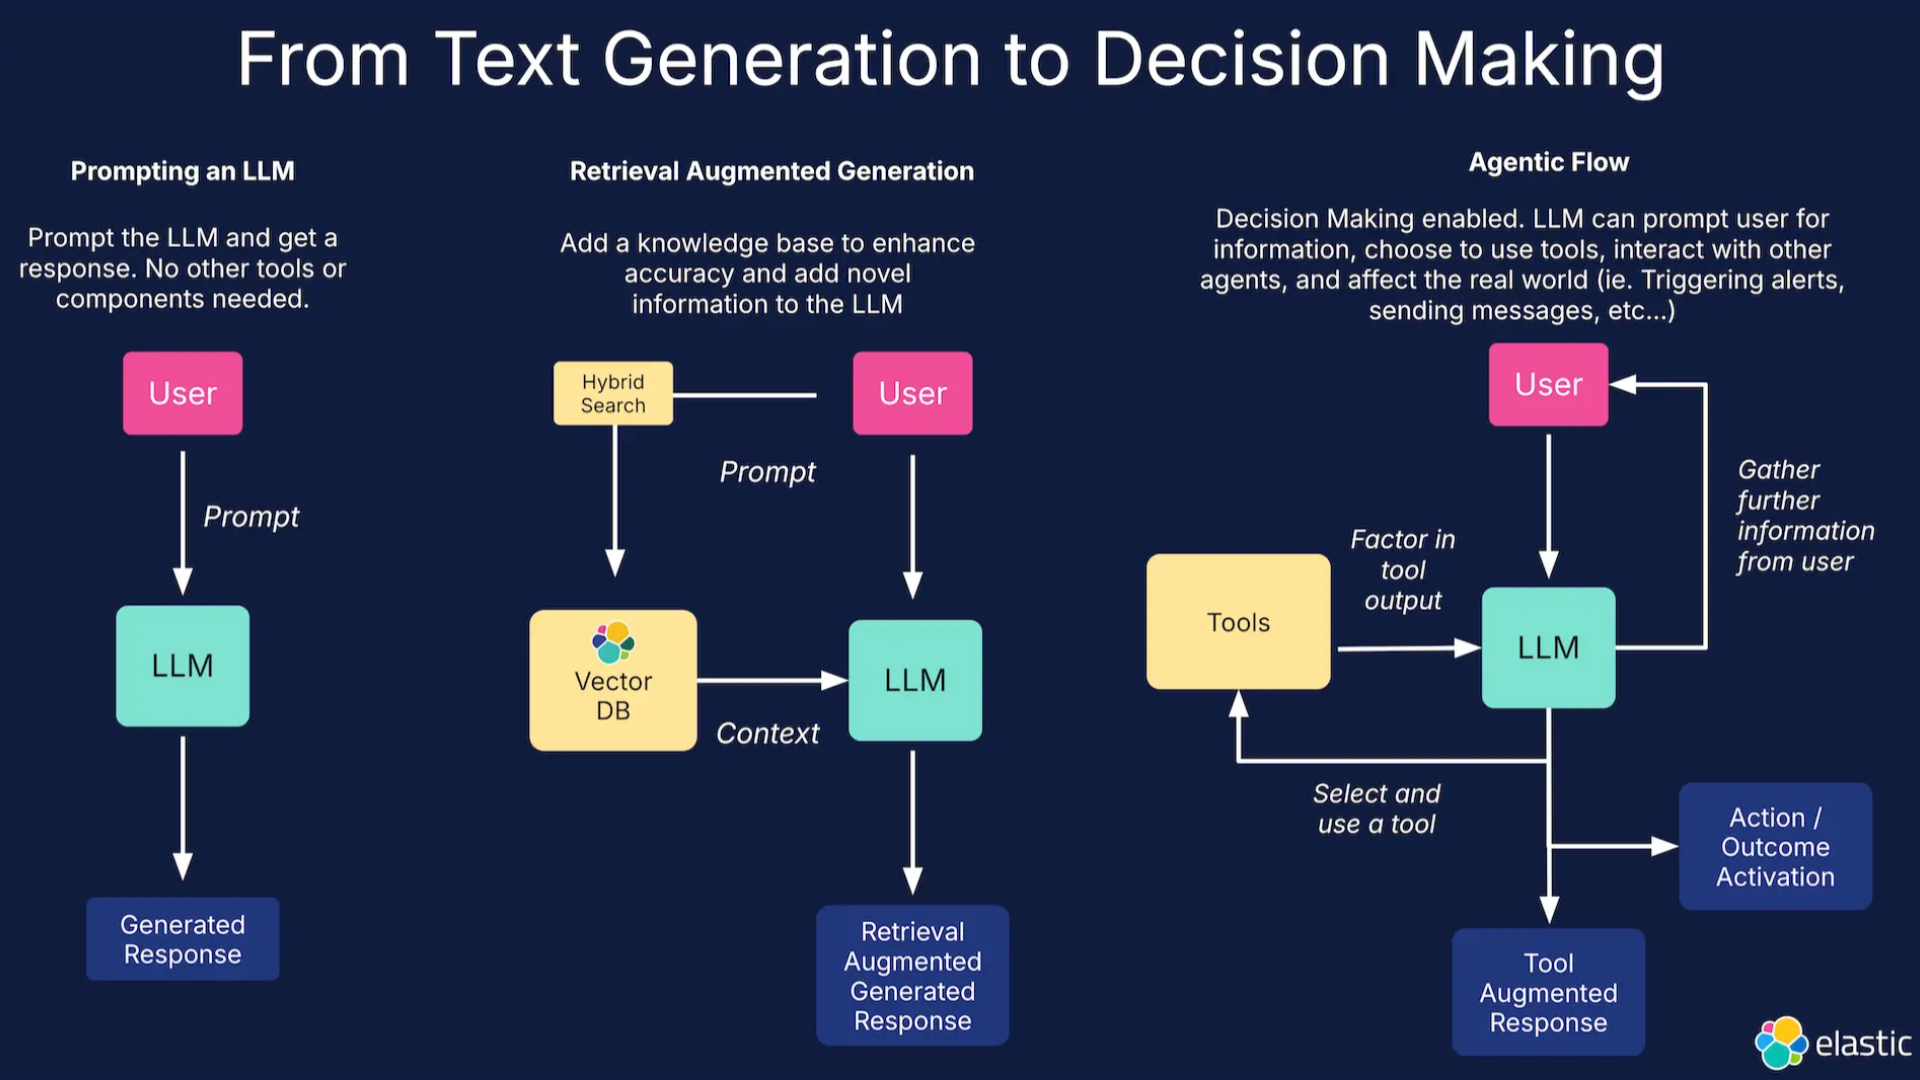 From Text Generation to Decision Making
Prompting an LLM
Prompt the LLM and get a
response. No other tools or
components needed.
User
Prompt
LLM
Generated
Response
Retrieval Augmented Generation
Add a knowledge base to enhance
accuracy and add novel
information to the LLM
Hybrid
Search
User
Prompt
Vector
DB
Context
LLM
Retrieval
Augmented
Generated
Response
Agentic Flow
Decision Making enabled. LLM can prompt user for
information, choose to use tools, interact with other
agents, and affect the real world (ie. Triggering alerts,
sending messages, etc...)
User
Gather
further
information
from user
Factor in
tool
output
Tools
LLM
Select and
use a tool
Action /
Outcome
Activation
Tool
Augmented
Response
elastic